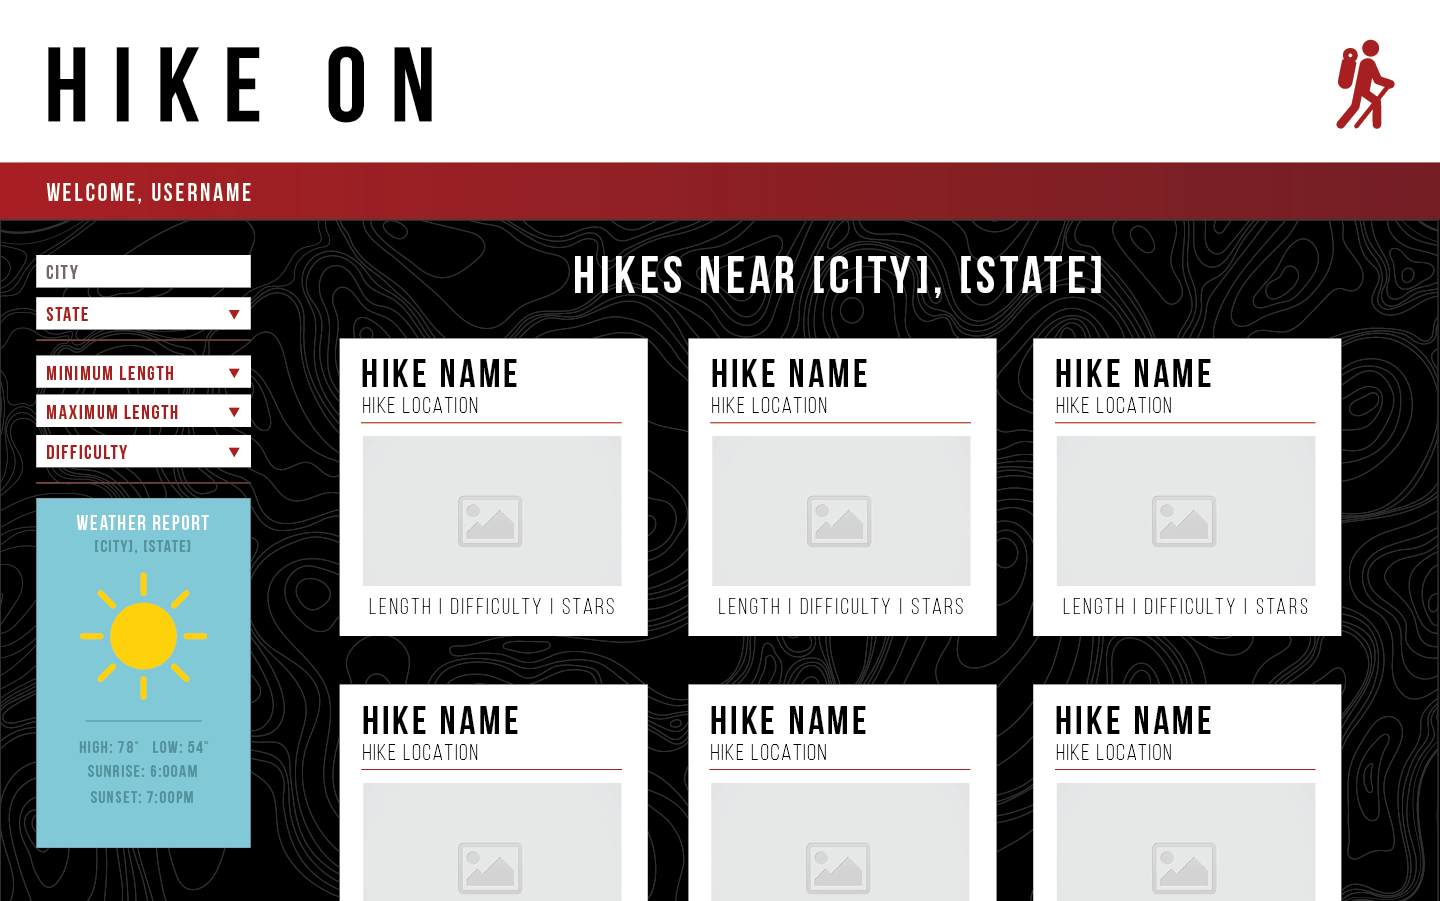 HIKE ON
WELCOME, USERNAME
CITY
STATE
MINIMUM LENGTH
MAXIMUM LENGTH
DIFFICULTY
WEATHER REPORT
[CITY], [STATE]
HIGH: 78° LOW: 54°
SUNRISE: 6:00AM
SUNSET: 7:00PM
HIKES NEAR [CITY], [STATE]
HIKE NAME
HIKE LOCATION
LENGTH | DIFFICULTY | STARS
HIKE NAME
HIKE LOCATION
LENGTH | DIFFICULTY | STARS
HIKE NAME
HIKE LOCATION
LENGTH | DIFFICULTY | STARS
HIKE NAME
HIKE LOCATION
HIKE NAME
HIKE LOCATION
HIKE NAME
HIKE LOCATION